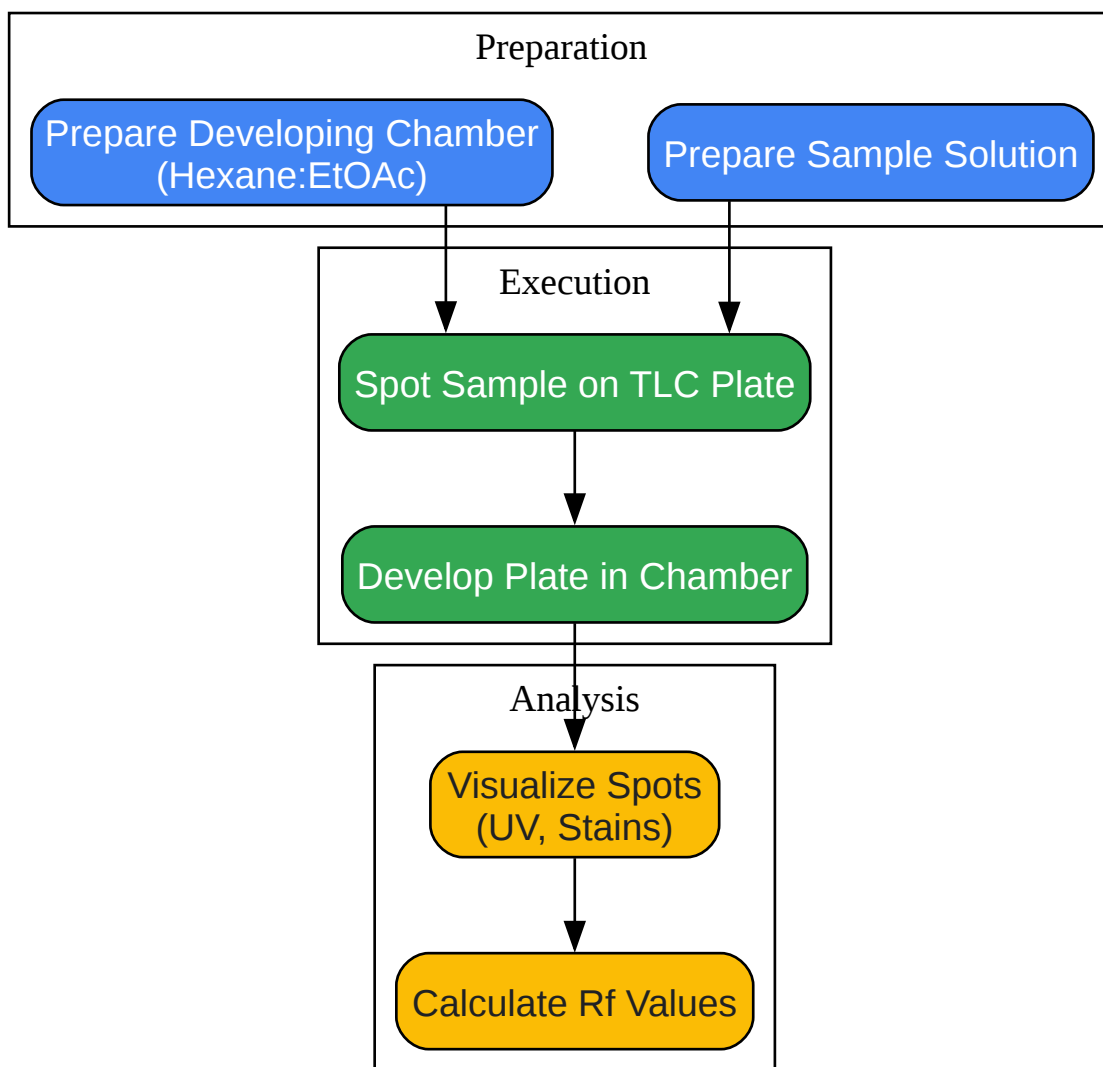 Preparation
Prepare Developing Chamber
(Hexane:EtOAc)
Prepare Sample Solution
Execution
Spot Sample on TLC Plate
Develop Plate in Chamber
Analysis
Visualize Spots
(UV, Stains)
Calculate Rf Values